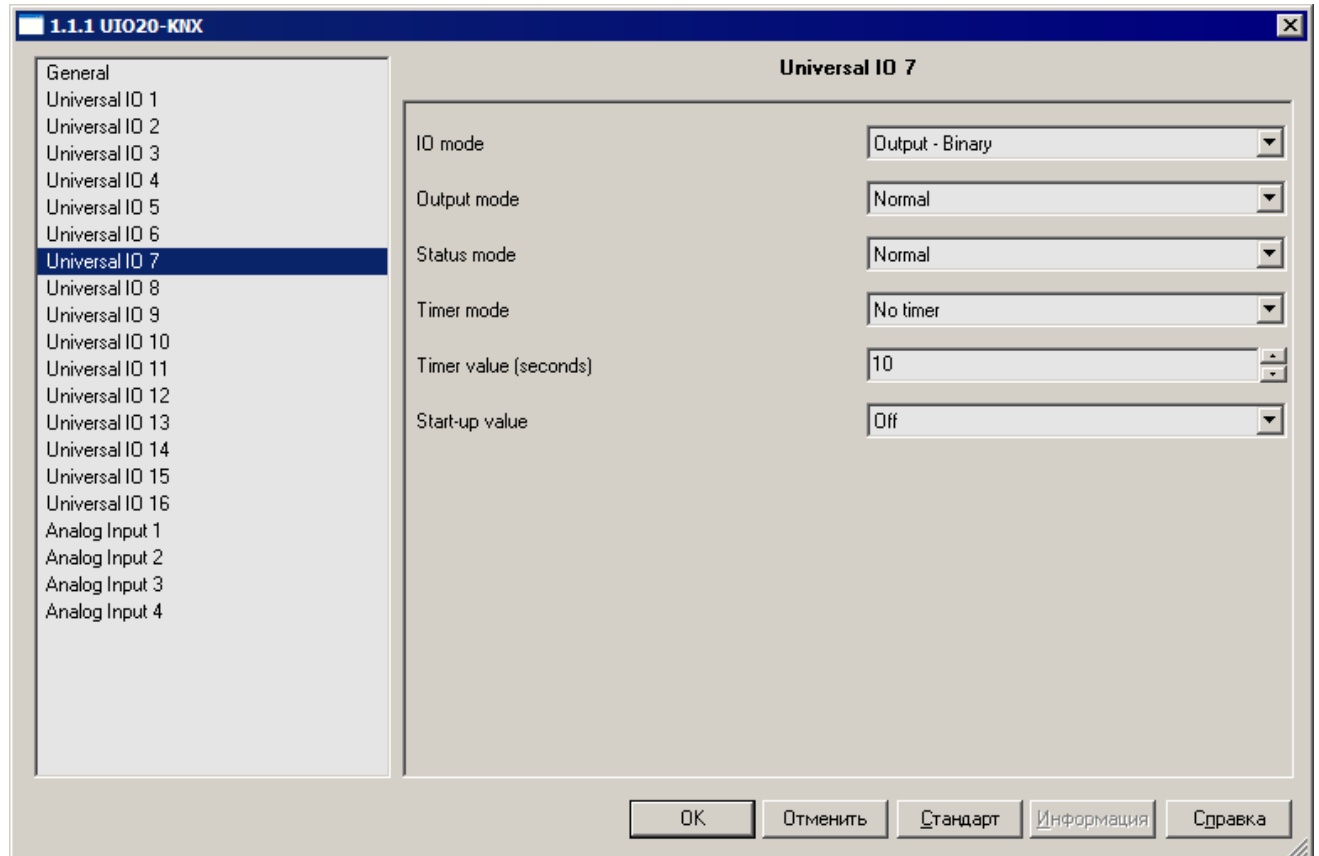 1.1.1 UIO20-KNX
General
Universal IO 1
Universal IO 2
Universal IO 3
Universal IO 4
Universal IO 5
Universal IO 6
Universal IO 7
Universal IO 8
Universal IO 9
Universal IO 10
Universal IO 11
Universal IO 12
Universal IO 13
Universal IO 14
Universal IO 15
Universal IO 16
Analog Input 1
Analog Input 2
Analog Input 3
Analog Input 4
Universal IO 7
IO mode Output - Binary
Output mode Normal
Status mode Normal
Timer mode No timer
Timer value (seconds) 10
Start-up value Off
OK Отменить Стандарт Информация Справка